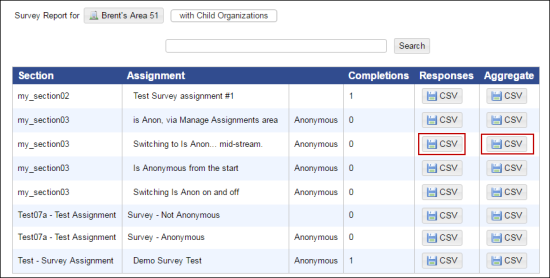 Survey Report for Brent's Area 51 with Child Organizations
Search
Section Assignment Completions Responses Aggregate
my_section02 Test Survey assignment #1 1 CSV CSV
my_section03 is Anon, via Manage Assignments area Anonymous 0 CSV CSV
my_section03 Switching to Is Anon... mid-stream. Anonymous 0 CSV CSV
my_section03 Is Anonymous from the start Anonymous 0 CSV CSV
my_section03 Switching Is Anon on and off Anonymous 0 CSV CSV
Test07a - Test Assignment Survey - Not Anonymous 0 CSV CSV
Test07a - Test Assignment Survey - Anonymous Anonymous 0 CSV CSV
Test - Survey Assignment Demo Survey Test Anonymous 1 CSV CSV